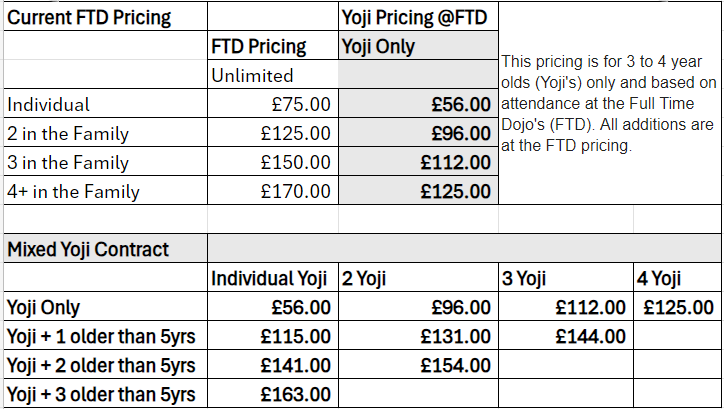 Current FTD Pricing Yoji Pricing @FTD
FTD Pricing Yoji Only
Unlimited
Individual £75.00 £56.00
2 in the Family £125.00 £96.00
3 in the Family £150.00 £112.00
4+ in the Family £170.00 £125.00
This pricing is for 3 to 4 year
olds (Yoji's) only and based on
attendance at the Full Time
Dojo's (FTD). All additions are
at the FTD pricing.
Mixed Yoji Contract
Individual Yoji 2 Yoji 3 Yoji 4 Yoji
Yoji Only £56.00 £96.00 £112.00 £125.00
Yoji + 1 older than 5yrs £115.00 £131.00 £144.00
Yoji + 2 older than 5yrs £141.00 £154.00
Yoji + 3 older than 5yrs £163.00